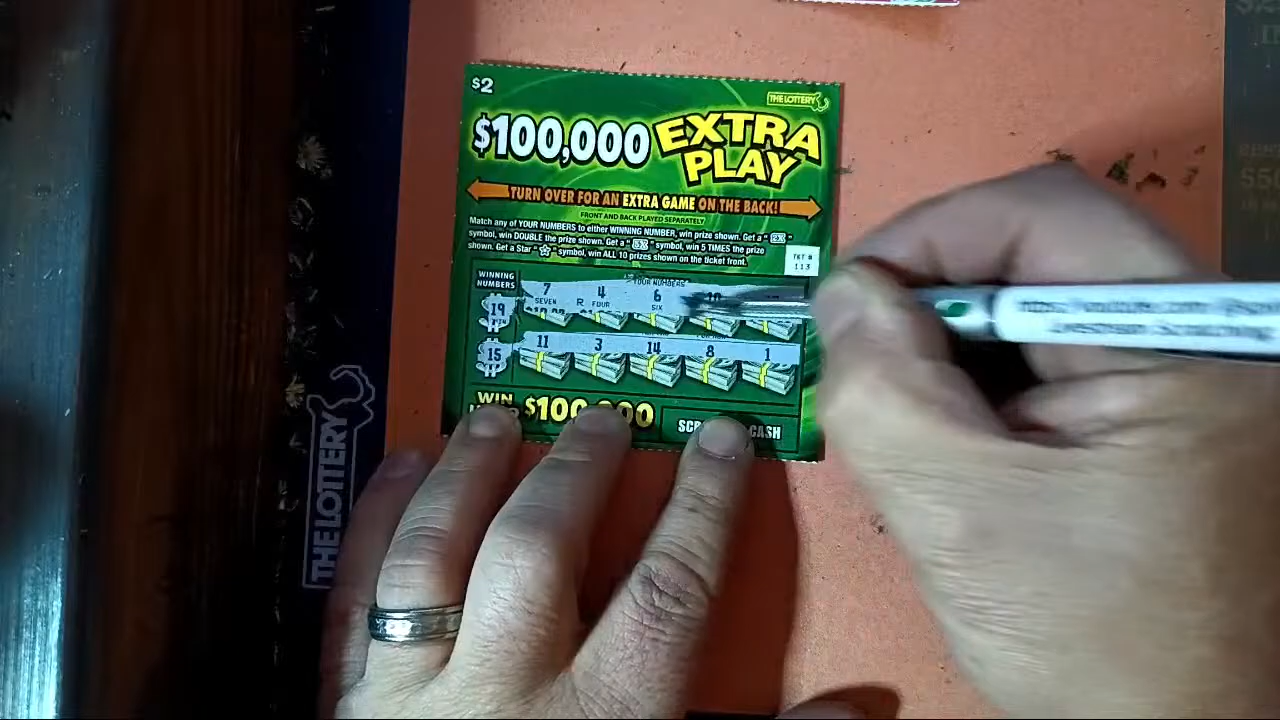 $2
THE LOTTERY
$100,000 EXTRA
PLAY
TURN OVER FOR AN EXTRA GAME ON THE BACK!
FRONT AND BACK PLAYED SEPARATELY
Match any of YOUR NUMBERS to either WINNING NUMBER, win prize shown. Get a "2X"
symbol, win DOUBLE the prize shown. Get a "5X" symbol, win 5 TIMES the prize
shown. Get a Star "☆" symbol, win ALL 10 prizes shown on the ticket front.
TKT #
113
WINNING
NUMBERS
YOUR NUMBERS
7 4 6
SEVEN R FOUR SIX
19
15
11 3 14 8 1
WIN
$100,000
CASH
THE LOTTERY